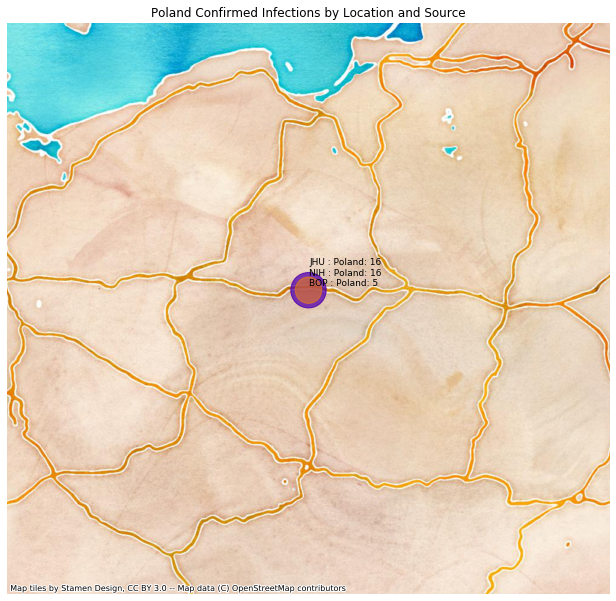 Poland Confirmed Infections by Location and Source
JHU : Poland: 16
NIH : Poland: 16
BOP : Poland: 5
Map tiles by Stamen Design, CC BY 3.0 -- Map data (C) OpenStreetMap contributors